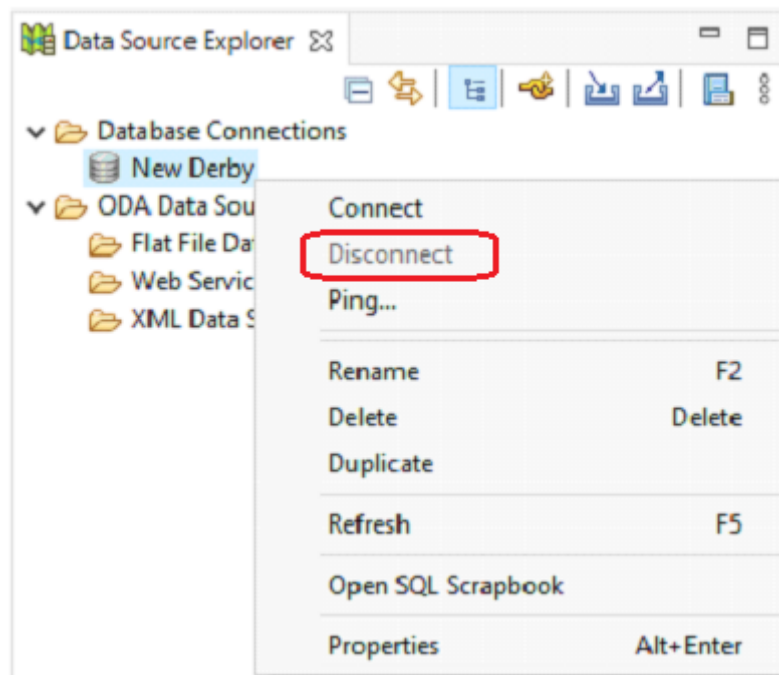 Data Source Explorer
Database Connections
New Derby
ODA Data Sou
Flat File Da
Web Servic
XML Data S
Connect
Disconnect
Ping...
Rename F2
Delete Delete
Duplicate
Refresh F5
Open SQL Scrapbook
Properties Alt+Enter